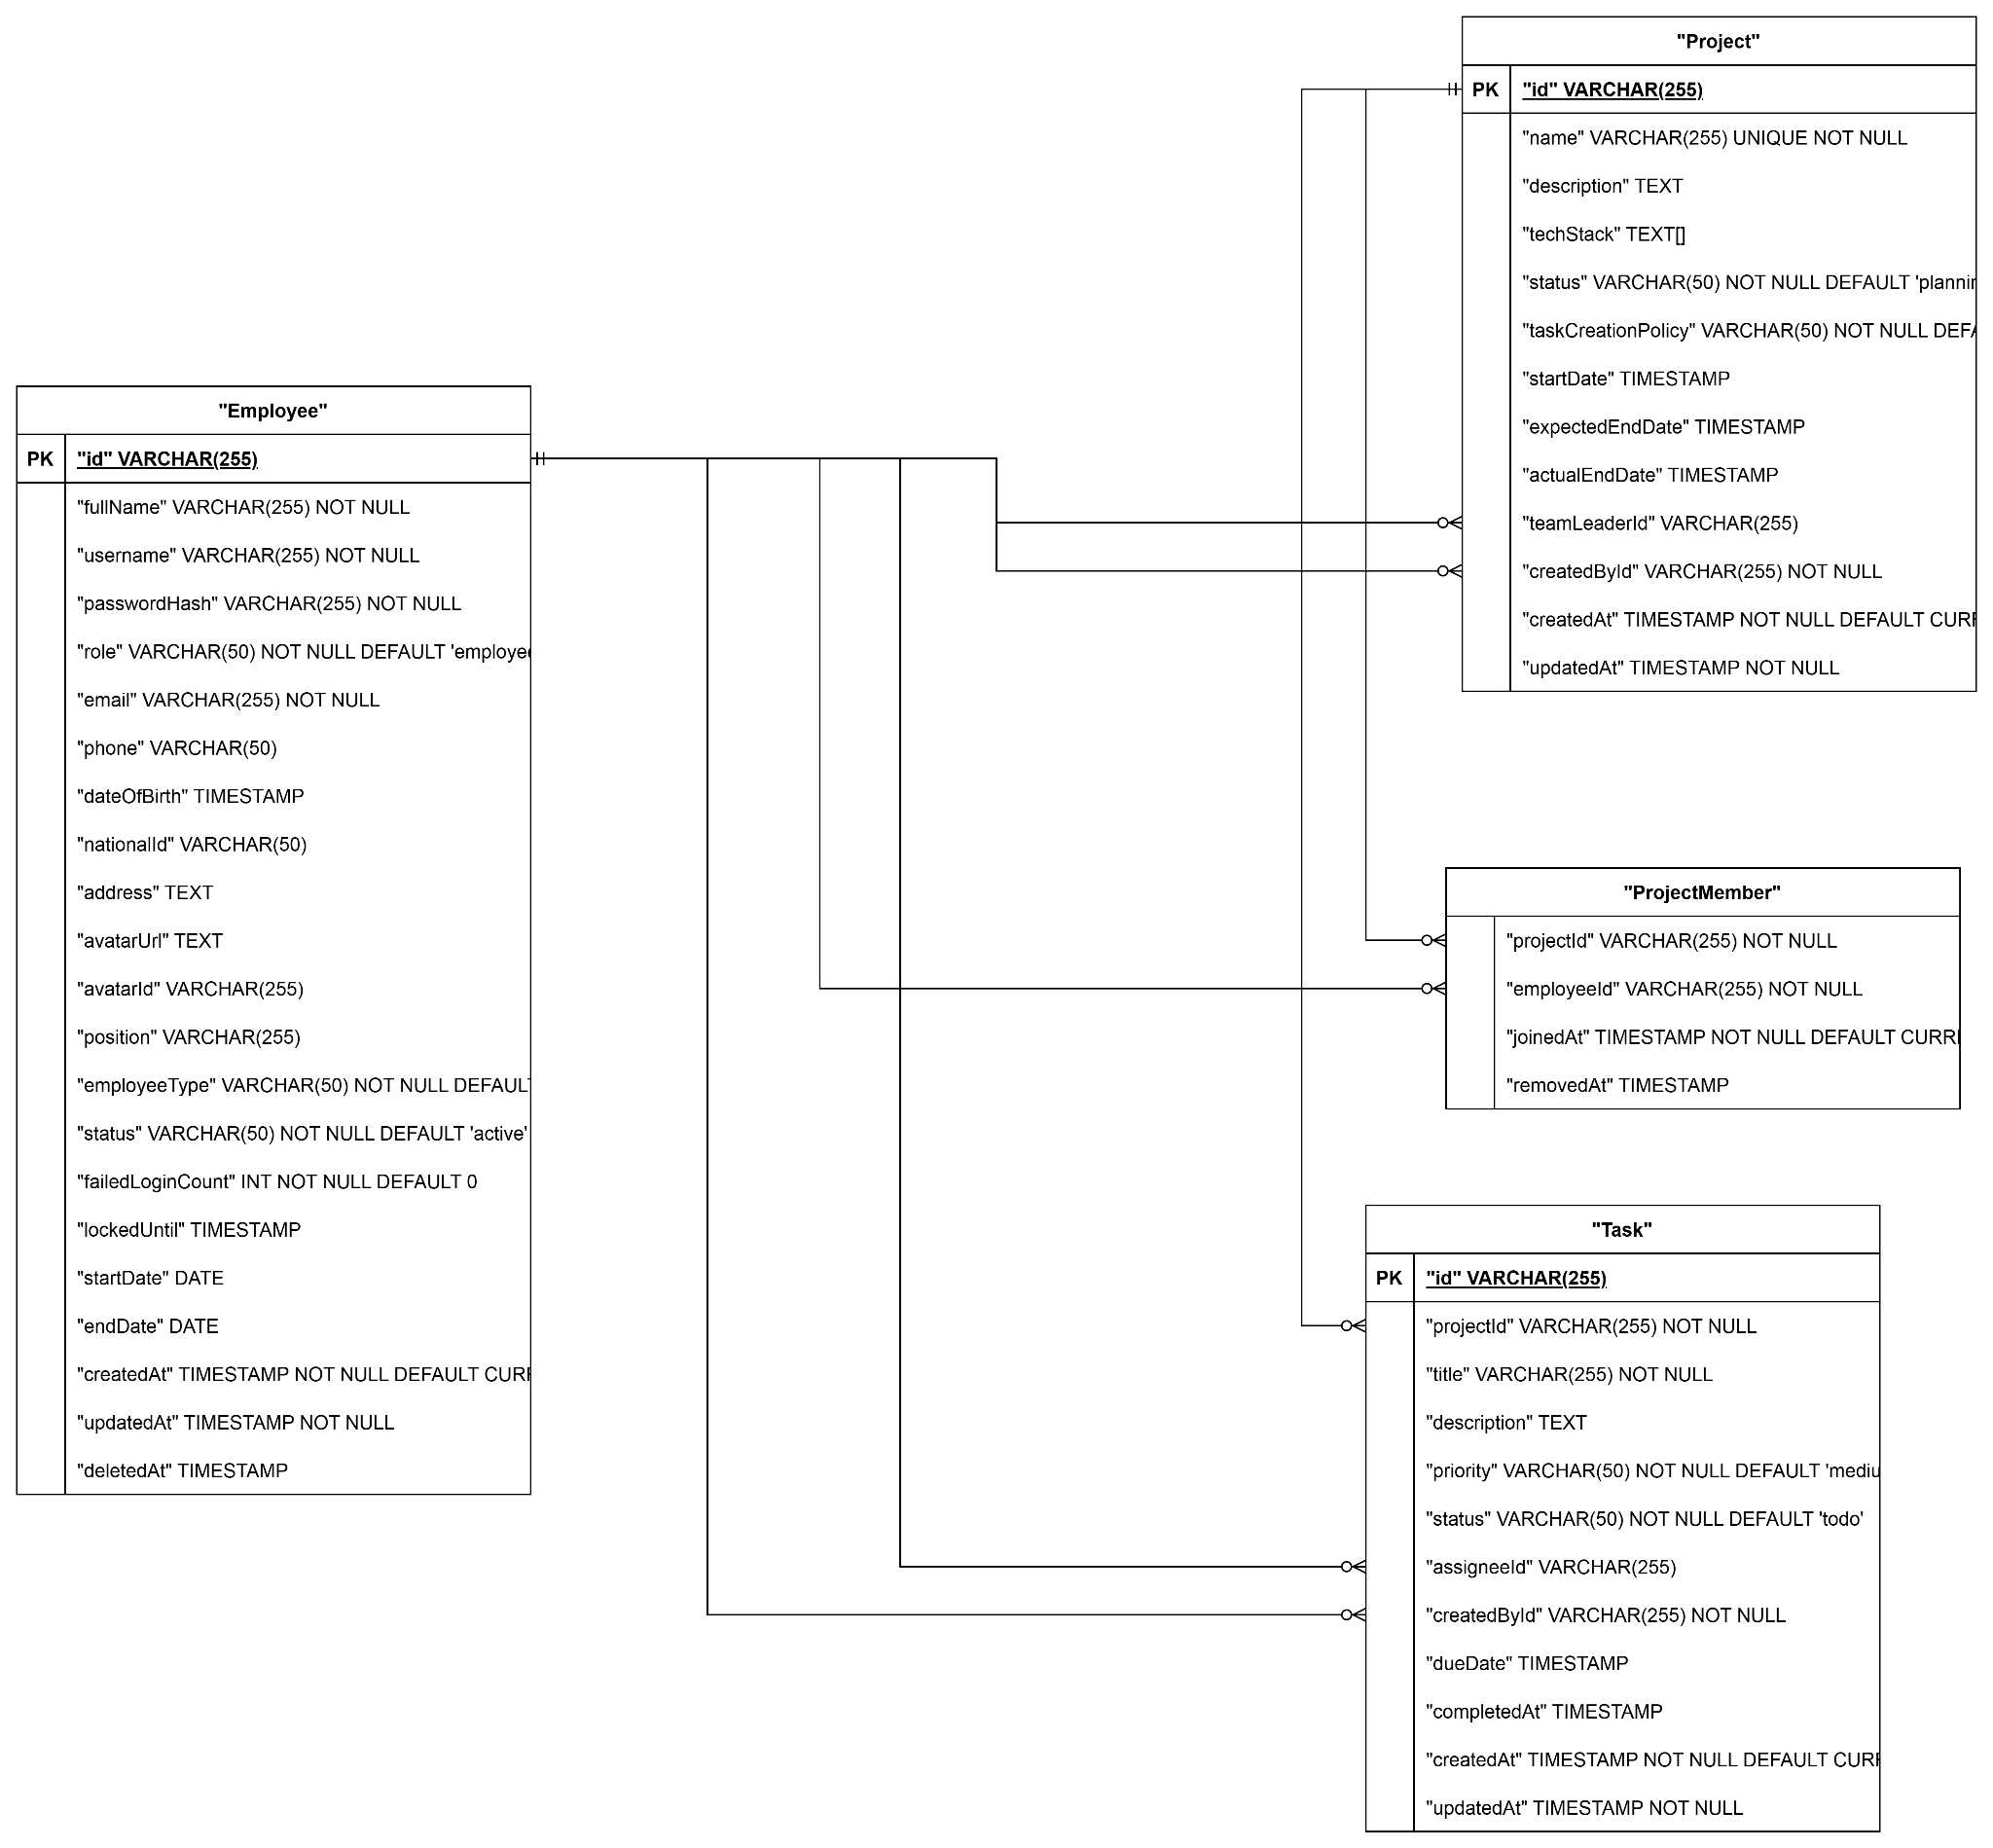 "Project"
PK
"id" VARCHAR(255)
"name" VARCHAR(255) UNIQUE NOT NULL
"description" TEXT
"techStack" TEXT[]
"status" VARCHAR(50) NOT NULL DEFAULT 'plannin
"taskCreationPolicy" VARCHAR(50) NOT NULL DEFA
"startDate" TIMESTAMP
"expectedEndDate" TIMESTAMP
"actualEndDate" TIMESTAMP
"teamLeaderId" VARCHAR(255)
"createdById" VARCHAR(255) NOT NULL
"createdAt" TIMESTAMP NOT NULL DEFAULT CURR
"updatedAt" TIMESTAMP NOT NULL
"Employee"
PK
"id" VARCHAR(255)
"fullName" VARCHAR(255) NOT NULL
"username" VARCHAR(255) NOT NULL
"passwordHash" VARCHAR(255) NOT NULL
"role" VARCHAR(50) NOT NULL DEFAULT 'employee
"email" VARCHAR(255) NOT NULL
"phone" VARCHAR(50)
"dateOfBirth" TIMESTAMP
"nationalId" VARCHAR(50)
"address" TEXT
"avatarUrl" TEXT
"avatarId" VARCHAR(255)
"position" VARCHAR(255)
"employeeType" VARCHAR(50) NOT NULL DEFAULT
"status" VARCHAR(50) NOT NULL DEFAULT 'active'
"failedLoginCount" INT NOT NULL DEFAULT 0
"lockedUntil" TIMESTAMP
"startDate" DATE
"endDate" DATE
"createdAt" TIMESTAMP NOT NULL DEFAULT CURR
"updatedAt" TIMESTAMP NOT NULL
"deletedAt" TIMESTAMP
"ProjectMember"
"projectId" VARCHAR(255) NOT NULL
"employeeId" VARCHAR(255) NOT NULL
"joinedAt" TIMESTAMP NOT NULL DEFAULT CURR
"removedAt" TIMESTAMP
"Task"
PK
"id" VARCHAR(255)
"projectId" VARCHAR(255) NOT NULL
"title" VARCHAR(255) NOT NULL
"description" TEXT
"priority" VARCHAR(50) NOT NULL DEFAULT 'mediu
"status" VARCHAR(50) NOT NULL DEFAULT 'todo'
"assigneeId" VARCHAR(255)
"createdById" VARCHAR(255) NOT NULL
"dueDate" TIMESTAMP
"completedAt" TIMESTAMP
"createdAt" TIMESTAMP NOT NULL DEFAULT CURR
"updatedAt" TIMESTAMP NOT NULL